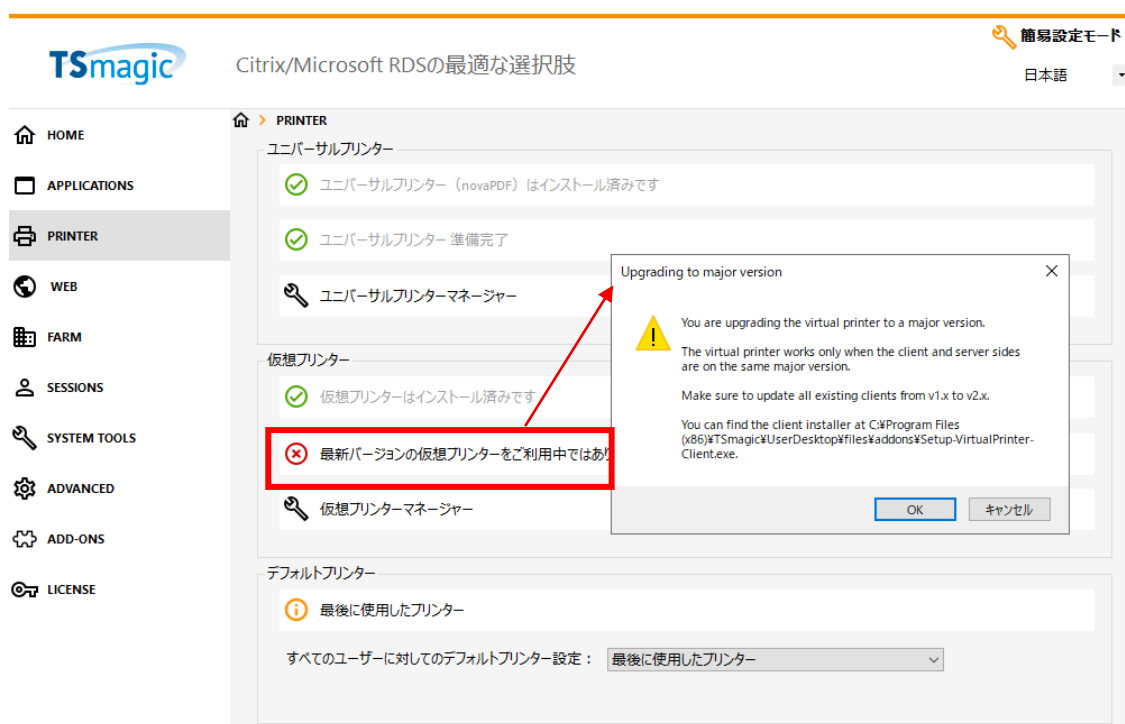 簡易設定モード
TSmagic
Citrix/Microsoft RDSの最適な選択肢
日本語
HOME
APPLICATIONS
PRINTER
WEB
FARM
SESSIONS
SYSTEM TOOLS
ADVANCED
ADD-ONS
LICENSE
PRINTER
ユニバーサルプリンター
ユニバーサルプリンター（novaPDF）はインストール済みです
ユニバーサルプリンター 準備完了
ユニバーサルプリンターマネージャー
仮想プリンター
仮想プリンターはインストール済みです
最新バージョンの仮想プリンターをご利用中ではあり
仮想プリンターマネージャー
Upgrading to major version
You are upgrading the virtual printer to a major version.
The virtual printer works only when the client and server sides
are on the same major version.
Make sure to update all existing clients from v1.x to v2.x.
You can find the client installer at C:¥Program Files
(x86)¥TSmagic¥UserDesktop¥files¥addons¥Setup-VirtualPrinter-
Client.exe.
OK
キャンセル
デフォルトプリンター
最後に使用したプリンター
すべてのユーザーに対してのデフォルトプリンター設定：
最後に使用したプリンター